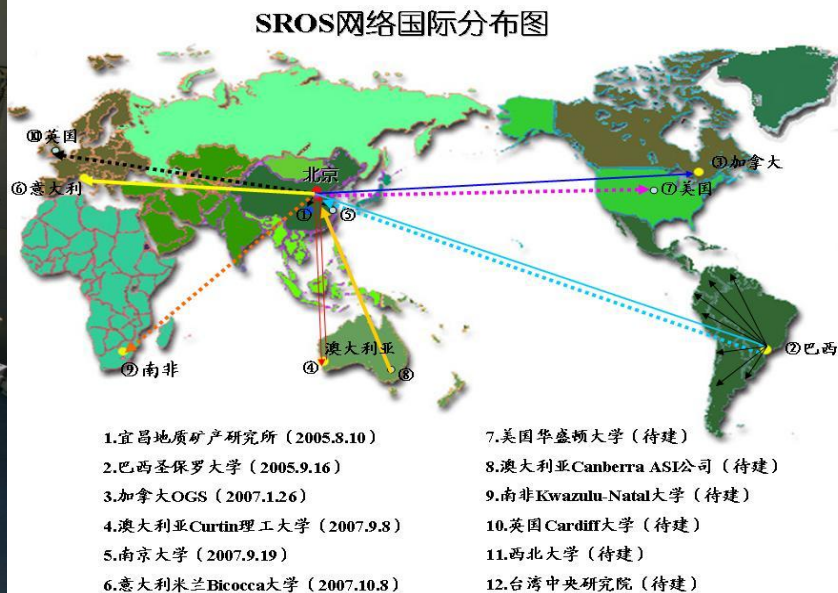 SROS网络国际分布图
⑩英国
⑥意大利
北京
①
⑤
③加拿大
⑦美国
澳大利亚
④
⑧
⑨南非
②巴西
1.宜昌地质矿产研究所（2005.8.10）
2.巴西圣保罗大学（2005.9.16）
3.加拿大OGS（2007.1.26）
4.澳大利亚Curtin理工大学（2007.9.8）
5.南京大学（2007.9.19）
6.意大利米兰Bicocca大学（2007.10.8）
7.美国华盛顿大学（待建）
8.澳大利亚Canberra ASI公司（待建）
9.南非Kwazulu-Natal大学（待建）
10.英国Cardiff大学（待建）
11.西北大学（待建）
12.台湾中央研究院（待建）